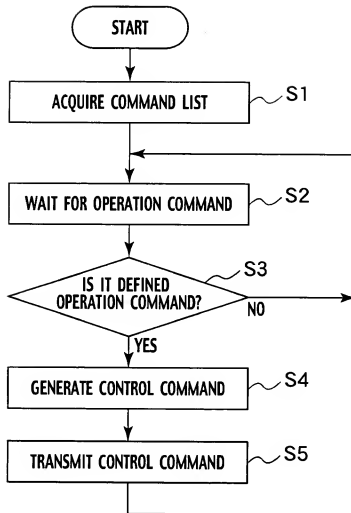 START
ACQUIRE COMMAND LIST
S1
WAIT FOR OPERATION COMMAND
S2
IS IT DEFINED
OPERATION COMMAND?
S3
NO
YES
GENERATE CONTROL COMMAND
S4
TRANSMIT CONTROL COMMAND
S5